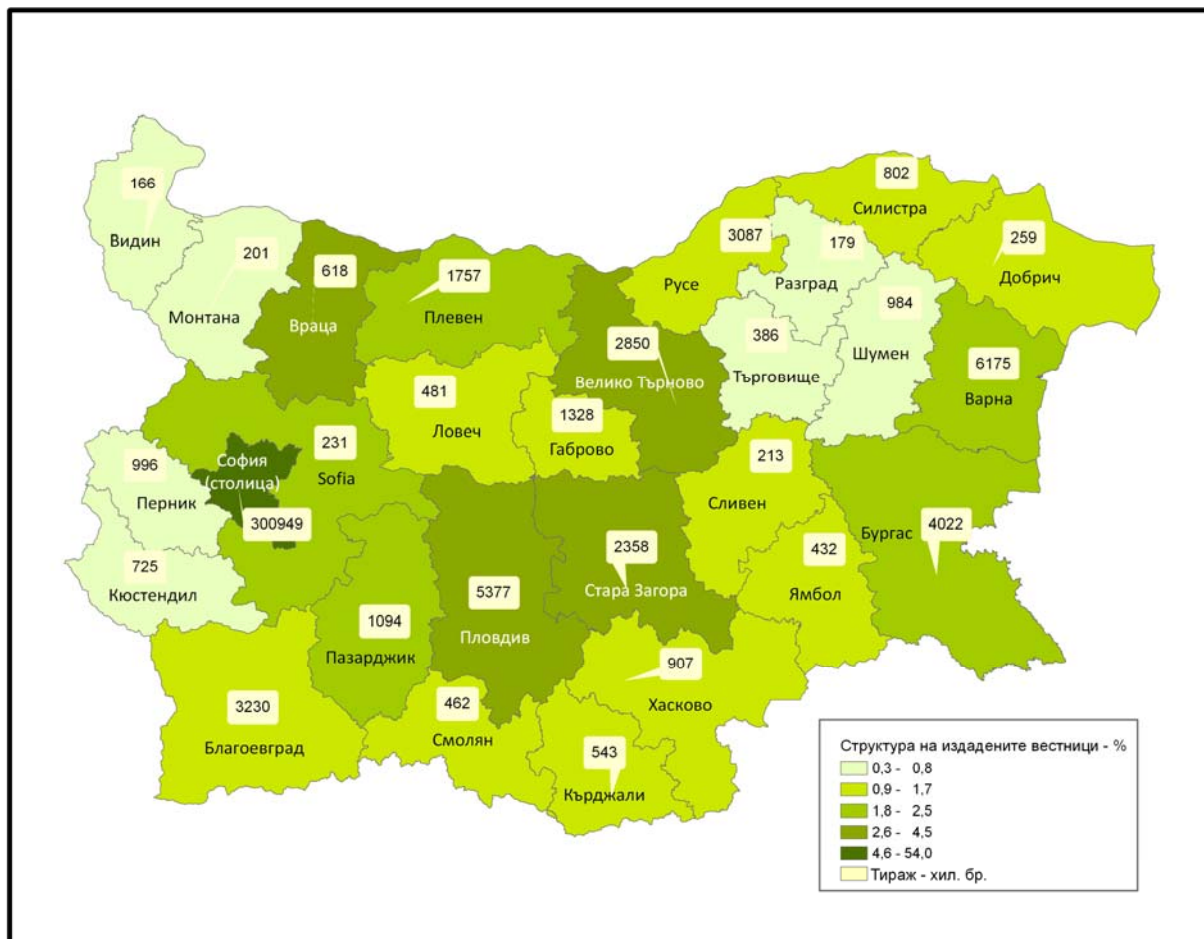 166
Видин
201
Монтана
618
Враца
1757
Плевен
3087
Русе
802
Силистра
179
Разград
259
Добрич
386
Търговище
984
Шумен
6175
Варна
2850
Велико Търново
481
Ловеч
1328
Габрово
231
Sofia
София
(столица)
300949
996
Перник
725
Кюстендил
213
Сливен
432
Ямбол
Бургас
4022
2358
Стара Загора
5377
Пловдив
1094
Пазарджик
3230
Благоевград
462
Смолян
907
Хасково
543
Кърджали
Структура на издадените вестници - %
0,3 - 0,8
0,9 - 1,7
1,8 - 2,5
2,6 - 4,5
4,6 - 54,0
Тираж - хил. бр.